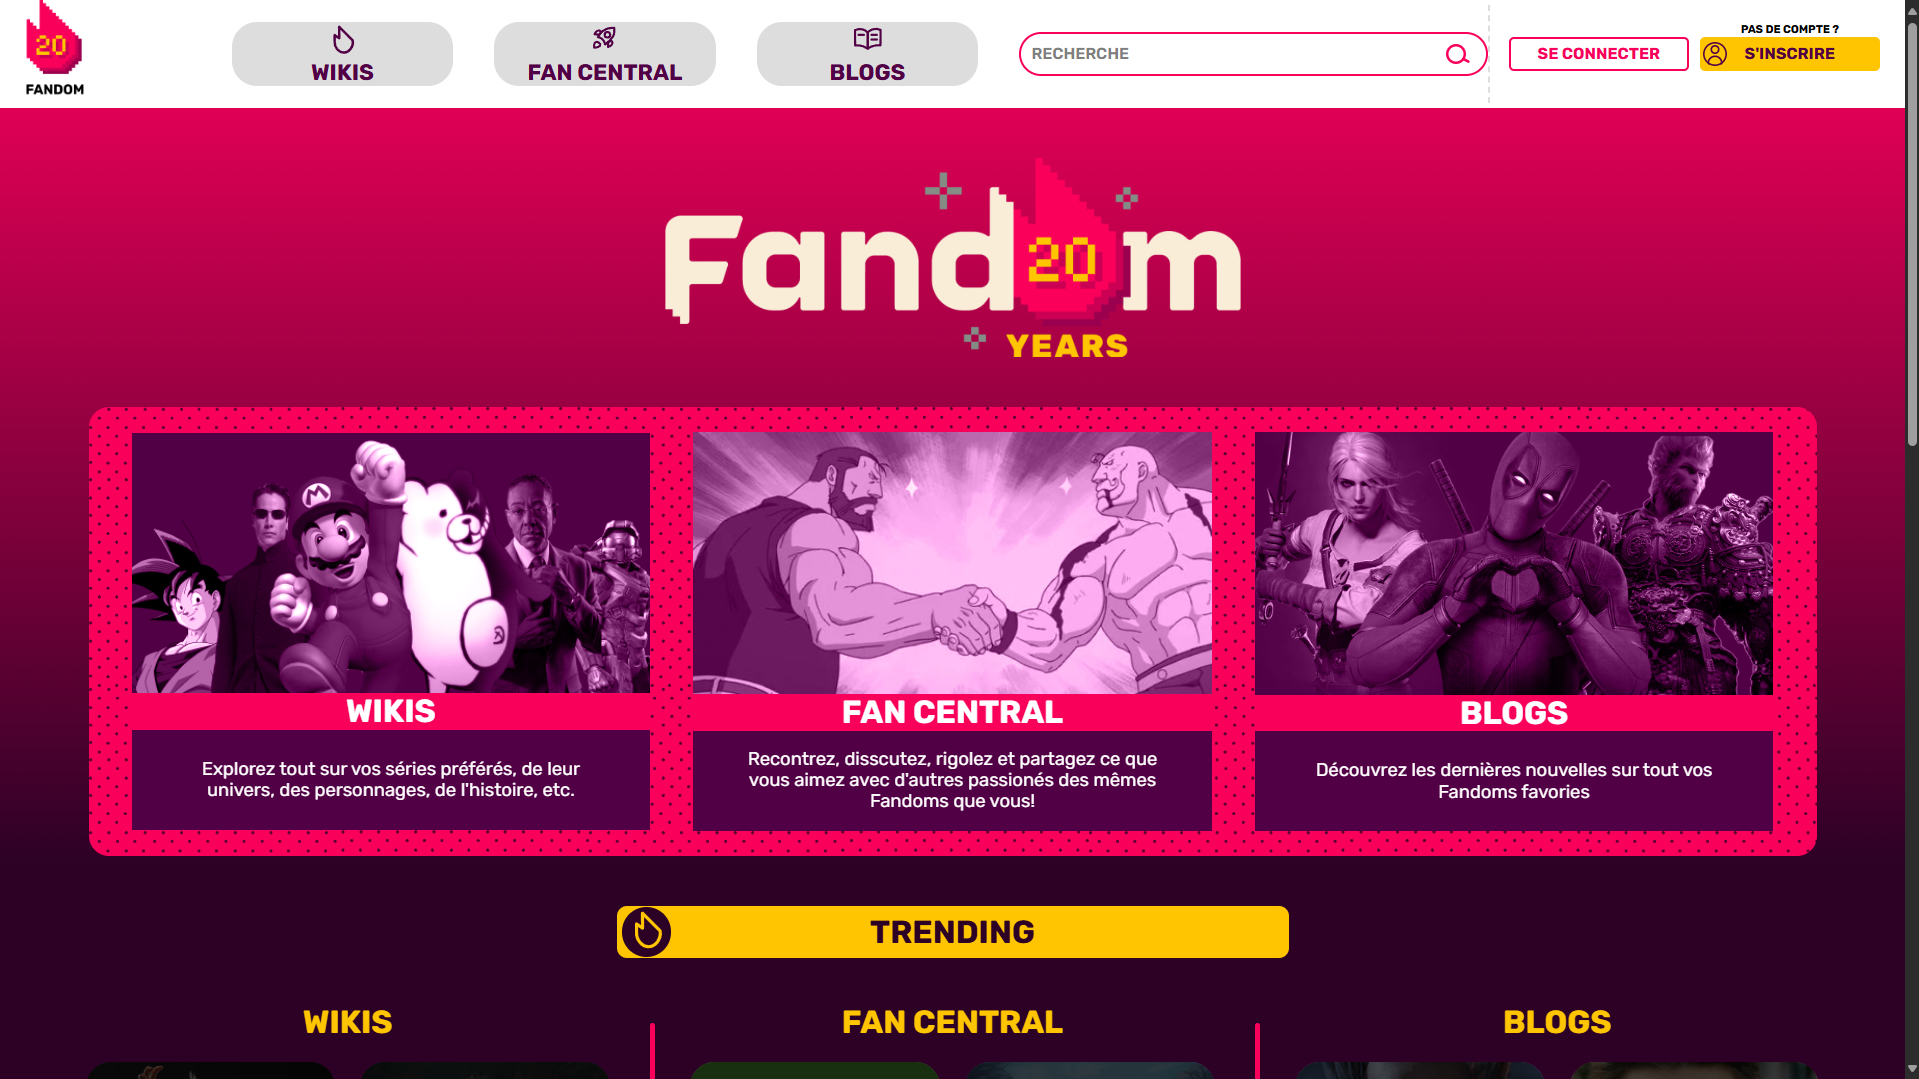 20
FANDOM
WIKIS
FAN CENTRAL
BLOGS
RECHERCHE
PAS DE COMPTE ?
SE CONNECTER
S'INSCRIRE
Fandom
20
YEARS
WIKIS
Explorez tout sur vos séries préférés, de leur
univers, des personnages, de l'histoire, etc.
FAN CENTRAL
Recontrez, disscutez, rigolez et partagez ce que
vous aimez avec d'autres passionés des mêmes
Fandoms que vous!
BLOGS
Découvrez les dernières nouvelles sur tout vos
Fandoms favories
TRENDING
WIKIS
FAN CENTRAL
BLOGS